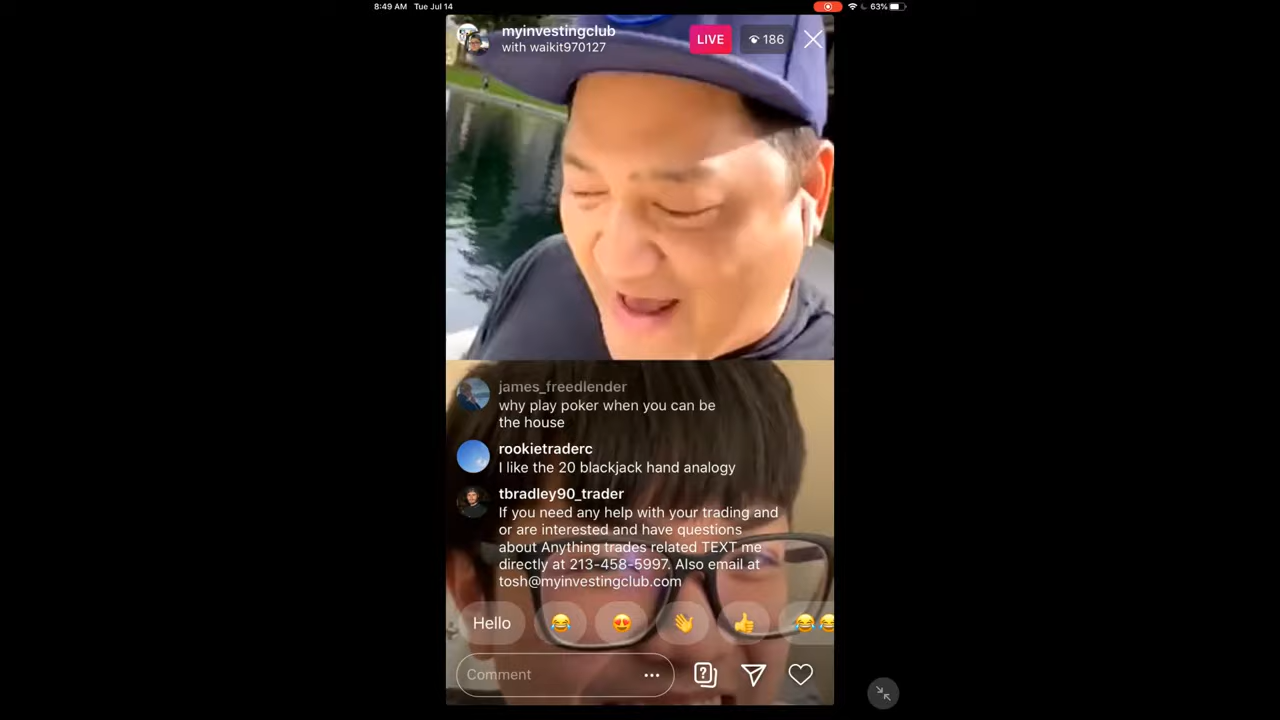 8:49 AM Tue Jul 14
63%
myinvestingclub
with waikit970127
LIVE
186
james_freedlender
why play poker when you can be
the house
rookietraderc
I like the 20 blackjack hand analogy
tbradley90_trader
If you need any help with your trading and
or are interested and have questions
about Anything trades related TEXT me
directly at 213-458-5997. Also email at
tosh@myinvestingclub.com
Hello
Comment